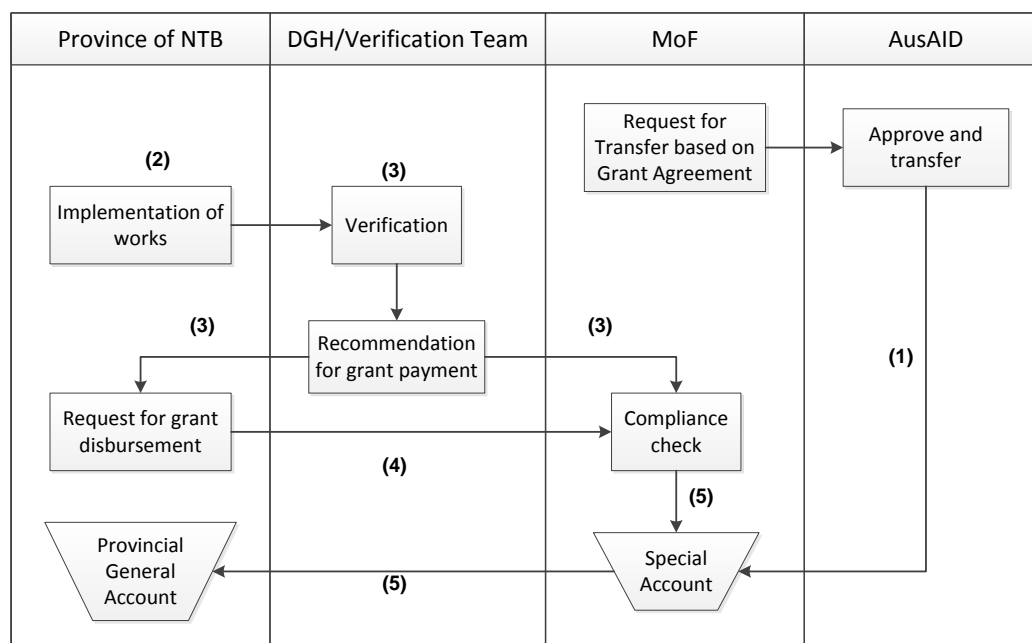 Province of NTB
DGH/Verification Team
MoF
AusAID
Request for
Transfer based on
Grant Agreement
Approve and
transfer
(2)
(3)
Implementation of
works
Verification
(3)
Recommendation
for grant payment
(3)
(1)
Request for grant
disbursement
Compliance
check
(4)
(5)
Provincial
General
Account
Special
Account
(5)